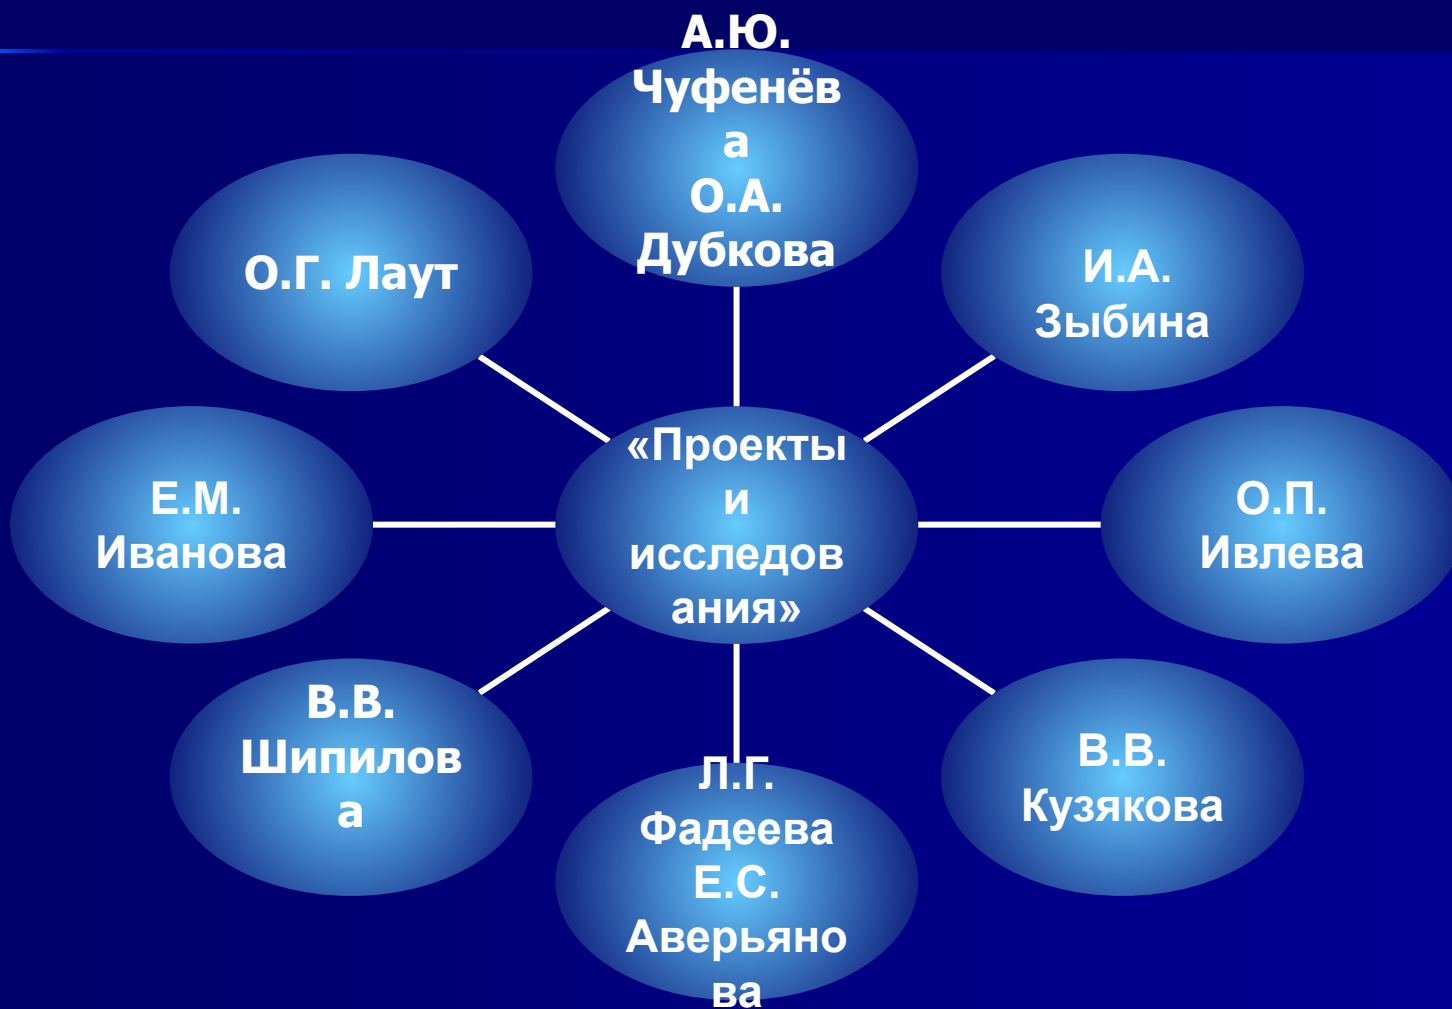 А.Ю.
Чуфенёв
а
О.А.
Дубкова
О.Г. Лаут
И.А.
Зыбина
«Проекты
и
исследов
ания»
Е.М.
Иванова
О.П.
Ивлева
В.В.
Шипилов
а
В.В.
Кузякова
Л.Г.
Фадеева
Е.С.
Аверьяно
ва